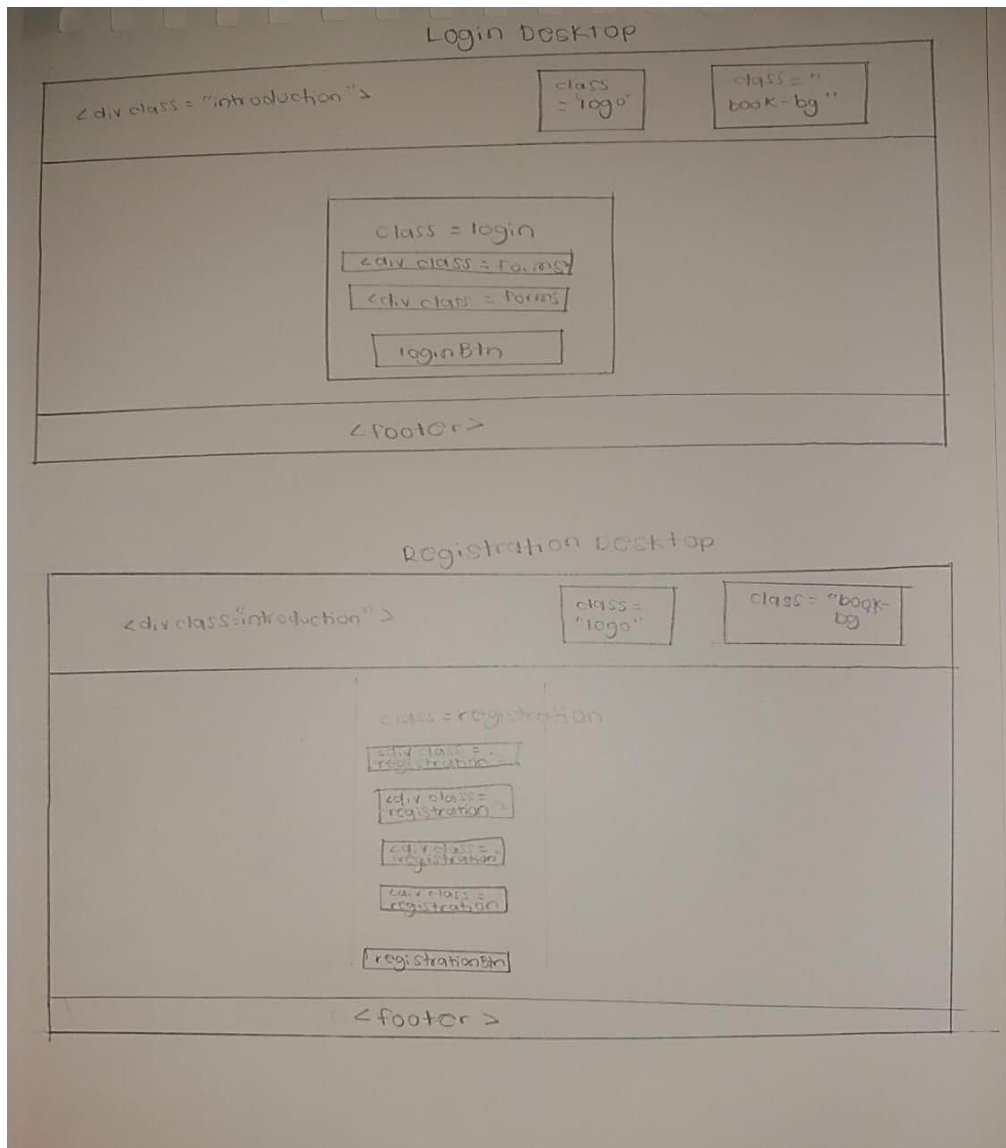 Login Desktop
<div class = "introduction">
class
= "logo"
class = "
book-bg"
class = login
<div class = forms>
<div class = forms
loginBtn
<footer>
Registration Desktop
<div class="introduction">
class =
"logo"
class = "book-
bg"
class = registration
<div class =
registration
<div class =
registration
<div class =
registration
<div class =
registration
registrationBtn
<footer>